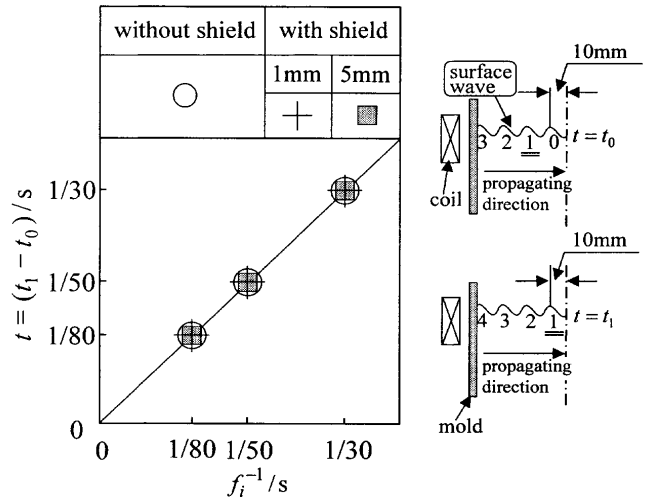 without shield
with shield
1mm
5mm
t = (t₁ − t₀) / s
1/30
1/50
1/80
0
0
1/80
1/50
1/30
fᵢ⁻¹ / s
10mm
surface
wave
3 2 1 0
t = t₀
coil
propagating
direction
10mm
4 3 2 1
t = t₁
propagating
direction
mold